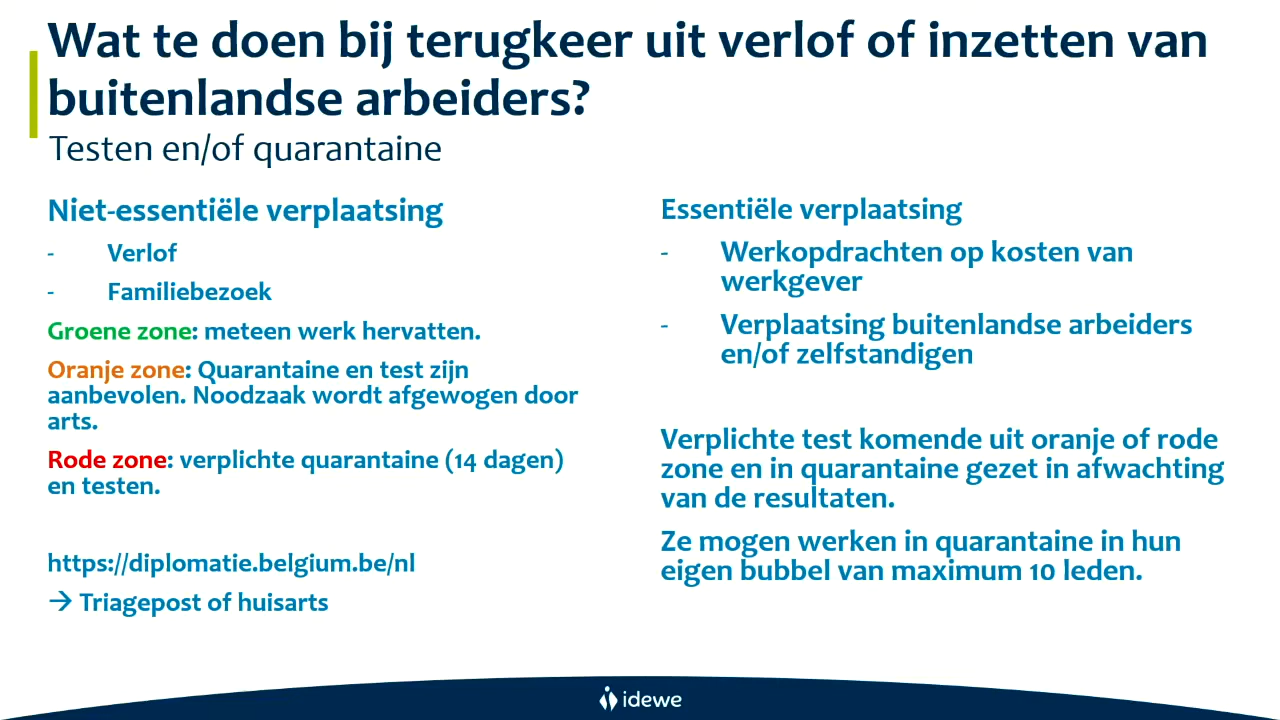 Wat te doen bij terugkeer uit verlof of inzetten van
buitenlandse arbeiders?
Testen en/of quarantaine
Niet-essentiële verplaatsing
- Verlof
- Familiebezoek
Groene zone: meteen werk hervatten.
Oranje zone: Quarantaine en test zijn
aanbevolen. Noodzaak wordt afgewogen door
arts.
Rode zone: verplichte quarantaine (14 dagen)
en testen.
https://diplomatie.belgium.be/nl
→ Triagepost of huisarts
Essentiële verplaatsing
- Werkopdrachten op kosten van
werkgever
- Verplaatsing buitenlandse arbeiders
en/of zelfstandigen
Verplichte test komende uit oranje of rode
zone en in quarantaine gezet in afwachting
van de resultaten.
Ze mogen werken in quarantaine in hun
eigen bubbel van maximum 10 leden.
idewe